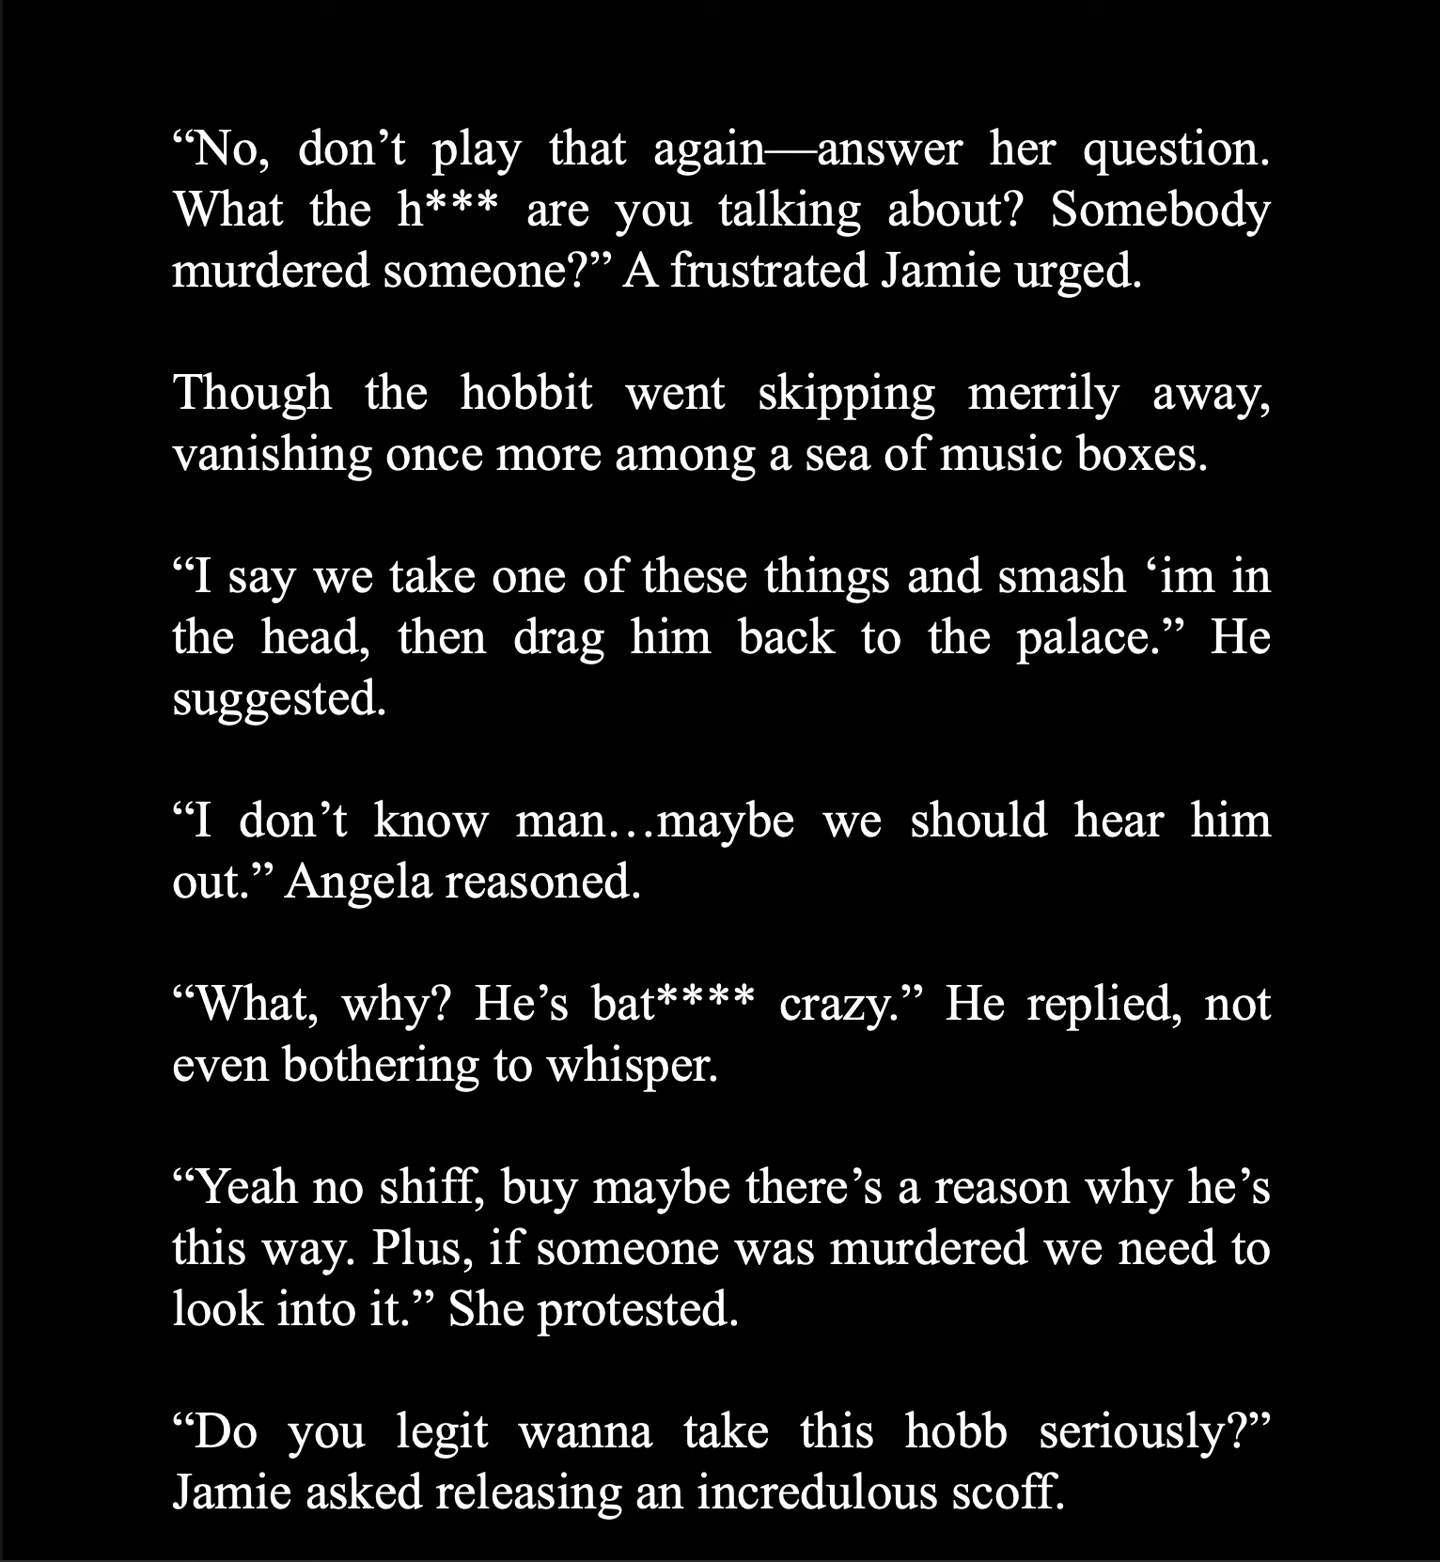 “No, don’t play that again—answer her question.
What the h*** are you talking about? Somebody
murdered someone?” A frustrated Jamie urged.
Though the hobbit went skipping merrily away,
vanishing once more among a sea of music boxes.
“I say we take one of these things and smash ‘im in
the head, then drag him back to the palace.” He
suggested.
“I don’t know man…maybe we should hear him
out.” Angela reasoned.
“What, why? He’s bat**** crazy.” He replied, not
even bothering to whisper.
“Yeah no shiff, buy maybe there’s a reason why he’s
this way. Plus, if someone was murdered we need to
look into it.” She protested.
“Do you legit wanna take this hobb seriously?”
Jamie asked releasing an incredulous scoff.